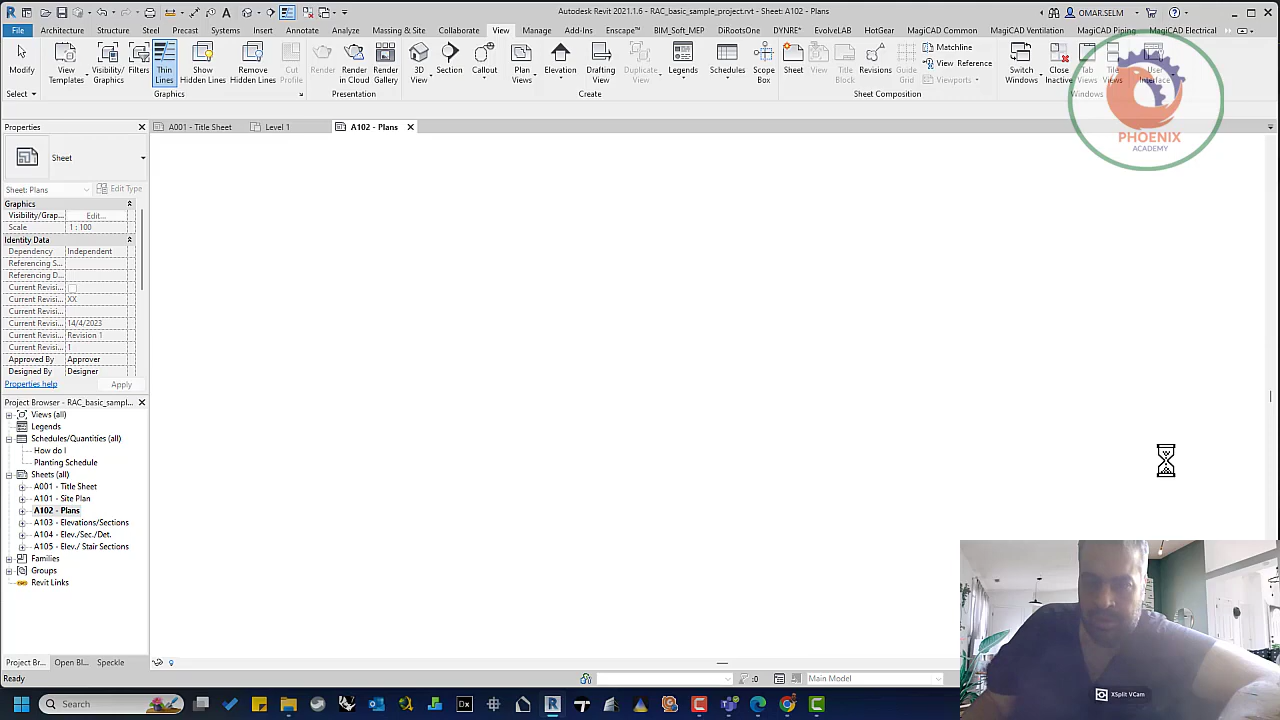 Autodesk Revit 2021.1.6 - RAC_basic_sample_project.rvt - Sheet: A102 - Plans
OMAR.SELM
File Architecture Structure Steel Precast Systems Insert Annotate Analyze Massing & Site Collaborate View Manage Add-Ins Enscape™ BIM_Soft_MEP DiRootsOne DYNRE® EvolveLAB HotGear MagiCAD Common MagiCAD Ventilation MagiCAD Piping MagiCAD Electrical
Modify
View Templates
Visibility/ Graphics
Filters
Thin Lines
Show Hidden Lines
Remove Hidden Lines
Cut Profile
Render
Render in Cloud
Render Gallery
3D View
Callout
Plan Views
Elevation
Drafting View
Duplicate View
Legends
Schedules
Scope Box
Sheet
View
Title Block
Revisions
Guide Grid
Matchline
View Reference
Viewports
Switch Windows
Close Inactive
Tab Views
Tile Views
User Interface
Select
Graphics
Presentation
Create
Sheet Composition
Windows
PHOENIX
ACADEMY
Properties
A001 - Title Sheet
Level 1
A102 - Plans
Sheet
Sheet: Plans
Edit Type
Graphics
Visibility/Grap... Edit...
Scale 1 : 100
Identity Data
Dependency Independent
Referencing S...
Referencing D...
Current Revisi...
Current Revisi... XX
Current Revisi...
Current Revisi... 14/4/2023
Current Revisi... Revision 1
Current Revisi... 1
Approved By Approver
Designed By Designer
Properties help Apply
Project Browser - RAC_basic_sampl...
Views (all)
Legends
Schedules/Quantities (all)
How do I
Planting Schedule
Sheets (all)
A001 - Title Sheet
A101 - Site Plan
A102 - Plans
A103 - Elevations/Sections
A104 - Elev./Sec./Det.
A105 - Elev./ Stair Sections
Families
Groups
Revit Links
Project Br... Open Bl... Speckle
Ready
:0
Main Model
XSplit VCam
Search